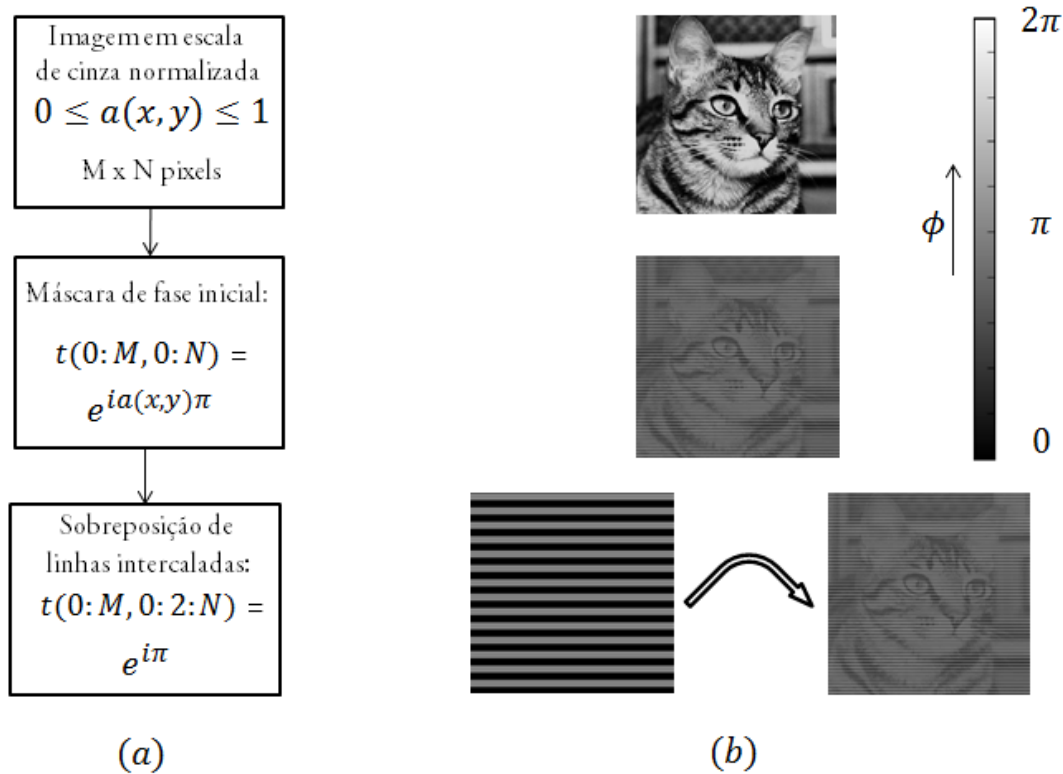 Imagem em escala
de cinza normalizada
0 ≤ a(x, y) ≤ 1
M x N pixels
Máscara de fase inicial:
t(0: M, 0: N) =
e^{ia(x,y)π}
Sobreposição de
linhas intercaladas:
t(0: M, 0: 2: N) =
e^{iπ}
(a)
2π
π
0
ϕ
(b)